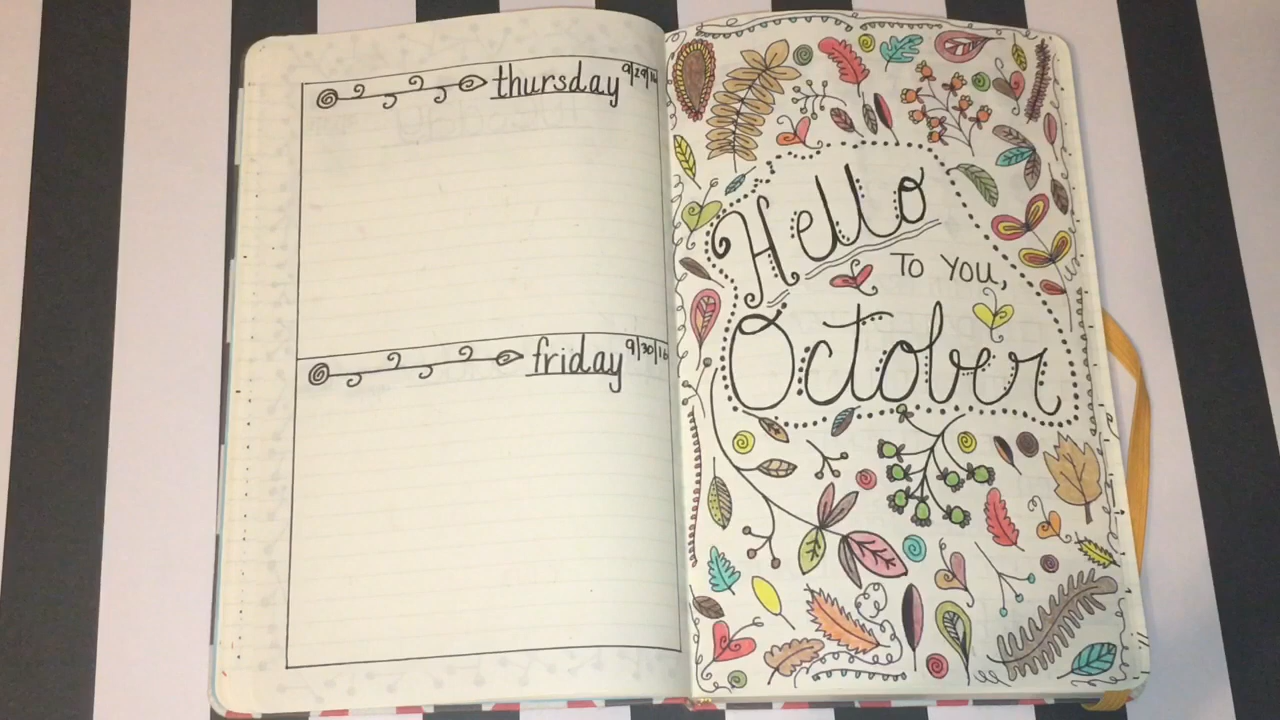 thursday 9/29/16
friday 9/30/16
Hello
TO YOU,
October